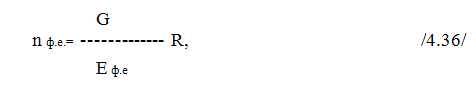 G
n ф.е.= ------------- R, /4.36/
E ф.е